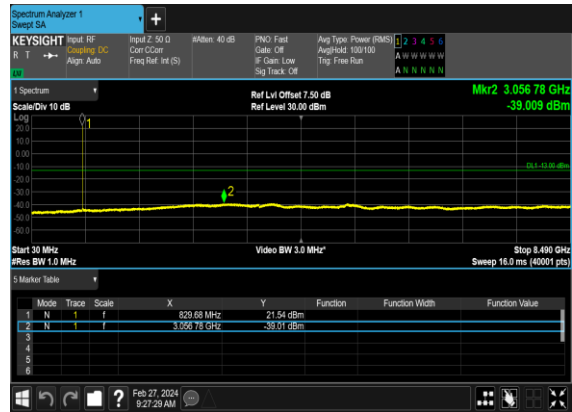 Spectrum Analyzer 1
Swept SA
KEYSIGHT Input: RF Input Z: 50 Ω #Atten: 40 dB PNO: Fast Avg Type: Power (RMS) 1 2 3 4 5 6
R T Coupling: DC Corr CCorr Gate: Off Avg|Hold: 100/100 A W W W W W
Align: Auto Freq Ref: Int (S) IF Gain: Low Trig: Free Run
Sig Track: Off A N N N N N
1 Spectrum Ref Lvl Offset 7.50 dB Mkr2 3.056 78 GHz
Scale/Div 10 dB Ref Level 30.00 dBm -39.009 dBm
Log
1
20.0
10.0
0.00
-10.0
DL1 -13.00 dBm
-20.0
-30.0
2
-40.0
-50.0
-60.0
Start 30 MHz Video BW 3.0 MHz* Stop 8.490 GHz
#Res BW 1.0 MHz Sweep 16.0 ms (40001 pts)
5 Marker Table
Mode Trace Scale X Y Function Function Width Function Value
1 N 1 f 829.68 MHz 21.54 dBm
2 N 1 f 3.056 78 GHz -39.01 dBm
3
4
5
6
? Feb 27, 2024
9:27:29 AM